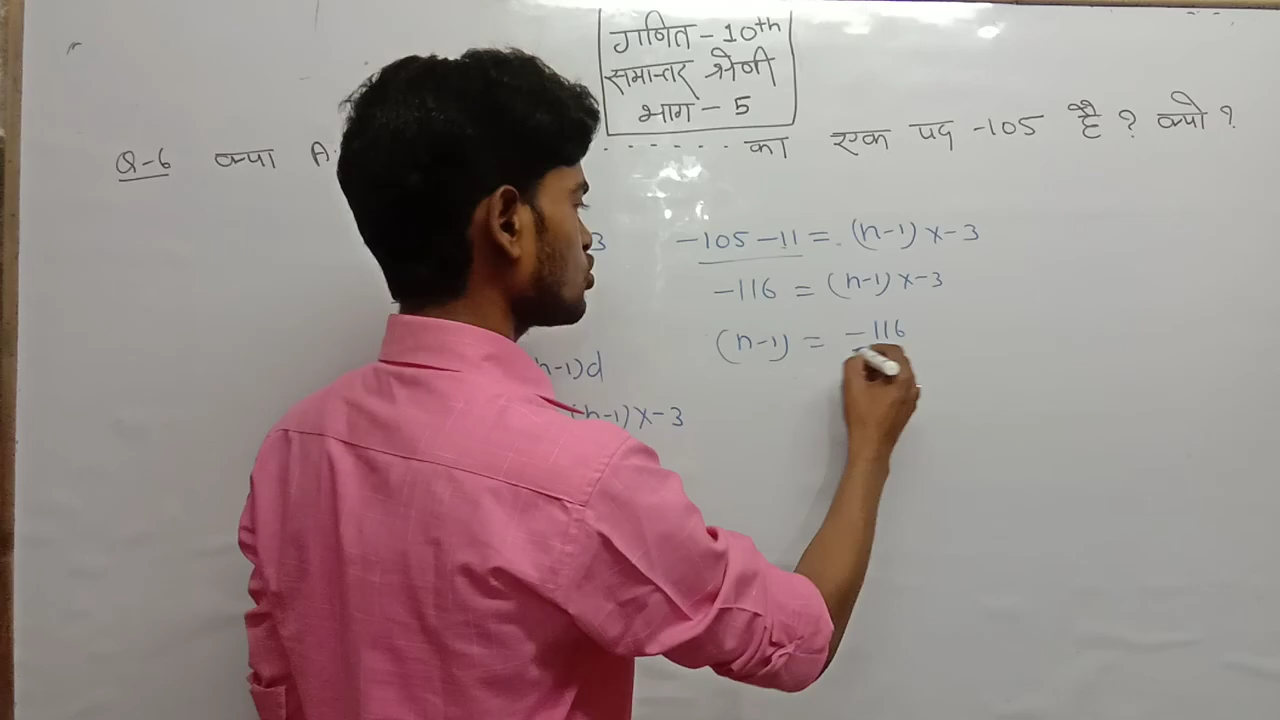 गणित - 10th
समान्तर श्रेणी
भाग - 5
Q-6 क्या A. ....... का एक पद -105 है ? क्यो ?
3
n-1)d
(n-1)x-3
-105-11 = (n-1)x-3
-116 = (n-1)x-3
(n-1) = -116